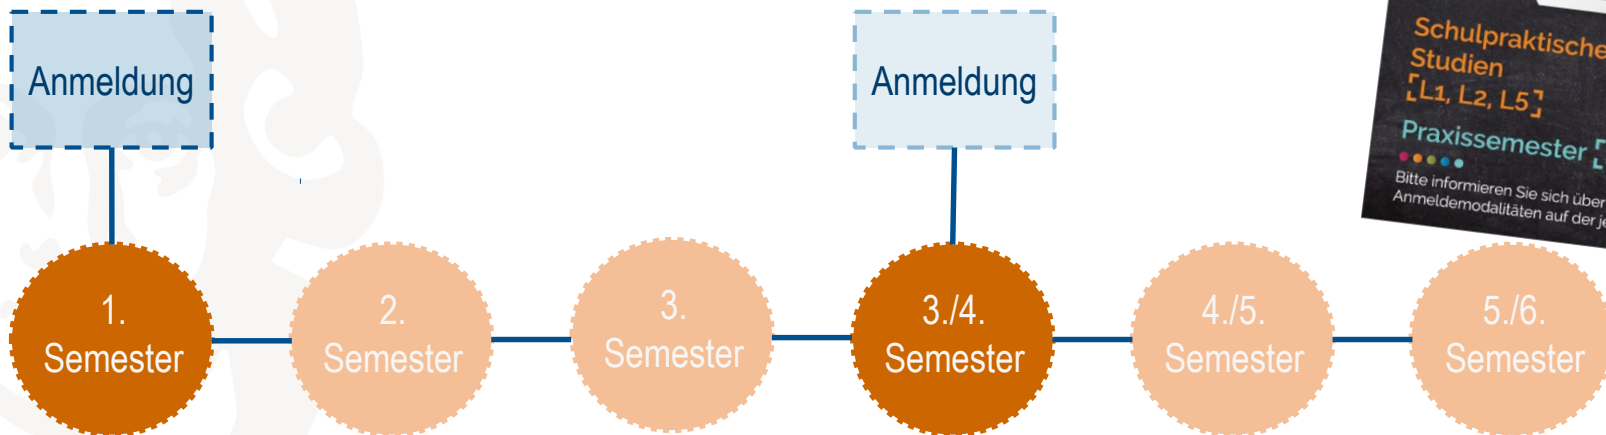 Anmeldung
Anmeldung
Schulpraktische
Studien
[L1, L2, L5]
Praxissemester [
Bitte informieren Sie sich über
Anmeldemodalitäten auf der
1.
Semester
2.
Semester
3.
Semester
3./4.
Semester
4./5.
Semester
5./6.
Semester